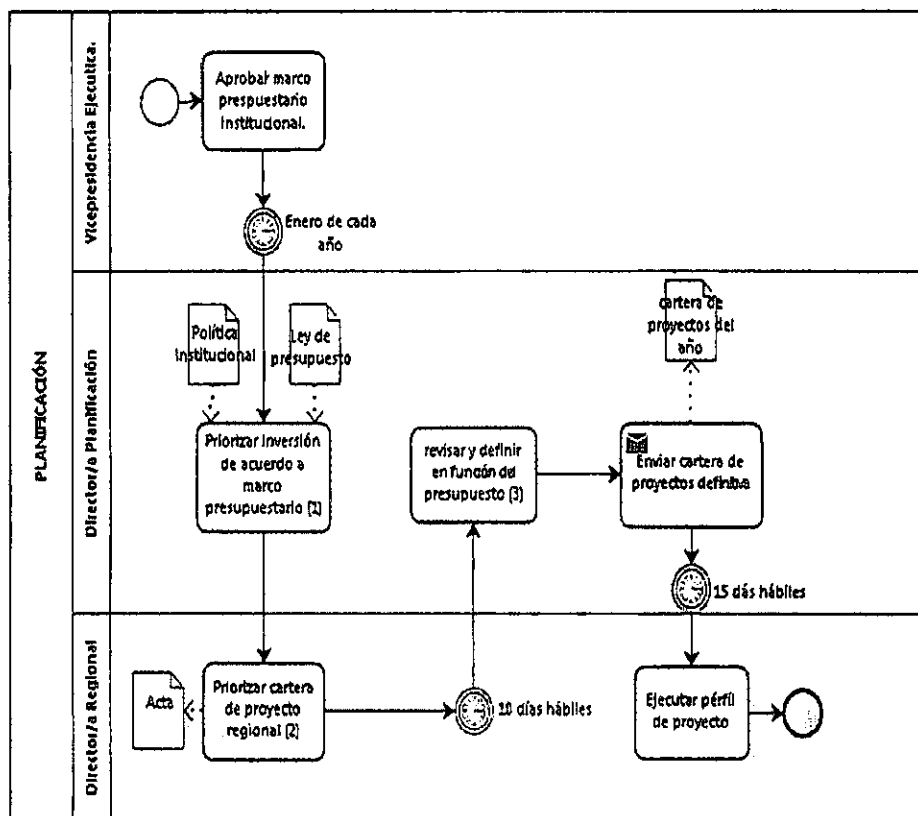 PLANIFICACIÓN
Vicepresidencia Ejecutica.
Aprobar marco
prespuestario
Institucional.
Enero de cada
año
Director/a Planificación
Política
Institucional
Ley de
presupuesto
Priorizar Inversión
de acuerdo a
marco
presupuestario (1)
revisar y definir
en función del
presupuesto (3)
cartera de
proyectos del
año
Enviar cartera de
proyectos definitiva
15 dás hábiles
Director/a Regional
Acta
Priorizar cartera
de proyecto
regional (2)
10 días hábiles
Ejecutar pérfil
de proyecto